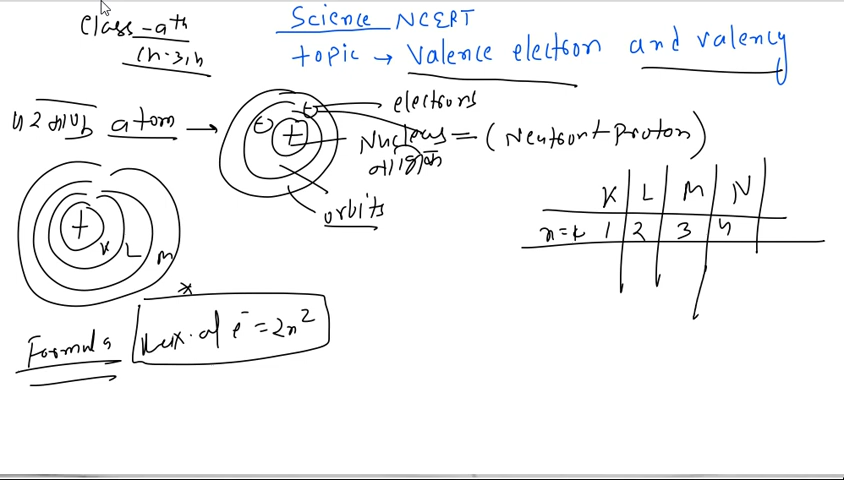 Science NCERT
Class - 9th
Ch-3,4
topic → Valence electron and valency
atom →
electrons
Nucleus = (Neutron + Proton)
orbits
+
K L M
K L M N
1 2 3 4
Formula
Max. of e⁻ = 2n²